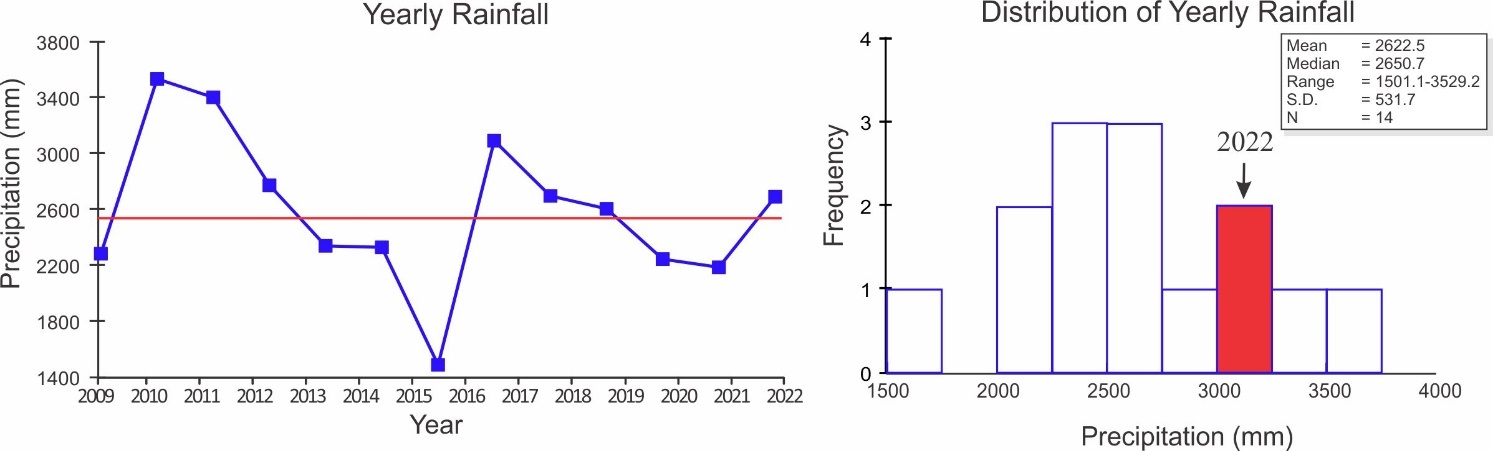 Yearly Rainfall
3800
3400
3000
2600
2200
1800
1400
Precipitation (mm)
2009 2010 2011 2012 2013 2014 2015 2016 2017 2018 2019 2020 2021 2022
Year
Distribution of Yearly Rainfall
Mean = 2622.5
Median = 2650.7
Range = 1501.1-3529.2
S.D. = 531.7
N = 14
4
3
2
1
0
Frequency
2022
1500 2000 2500 3000 3500 4000
Precipitation (mm)